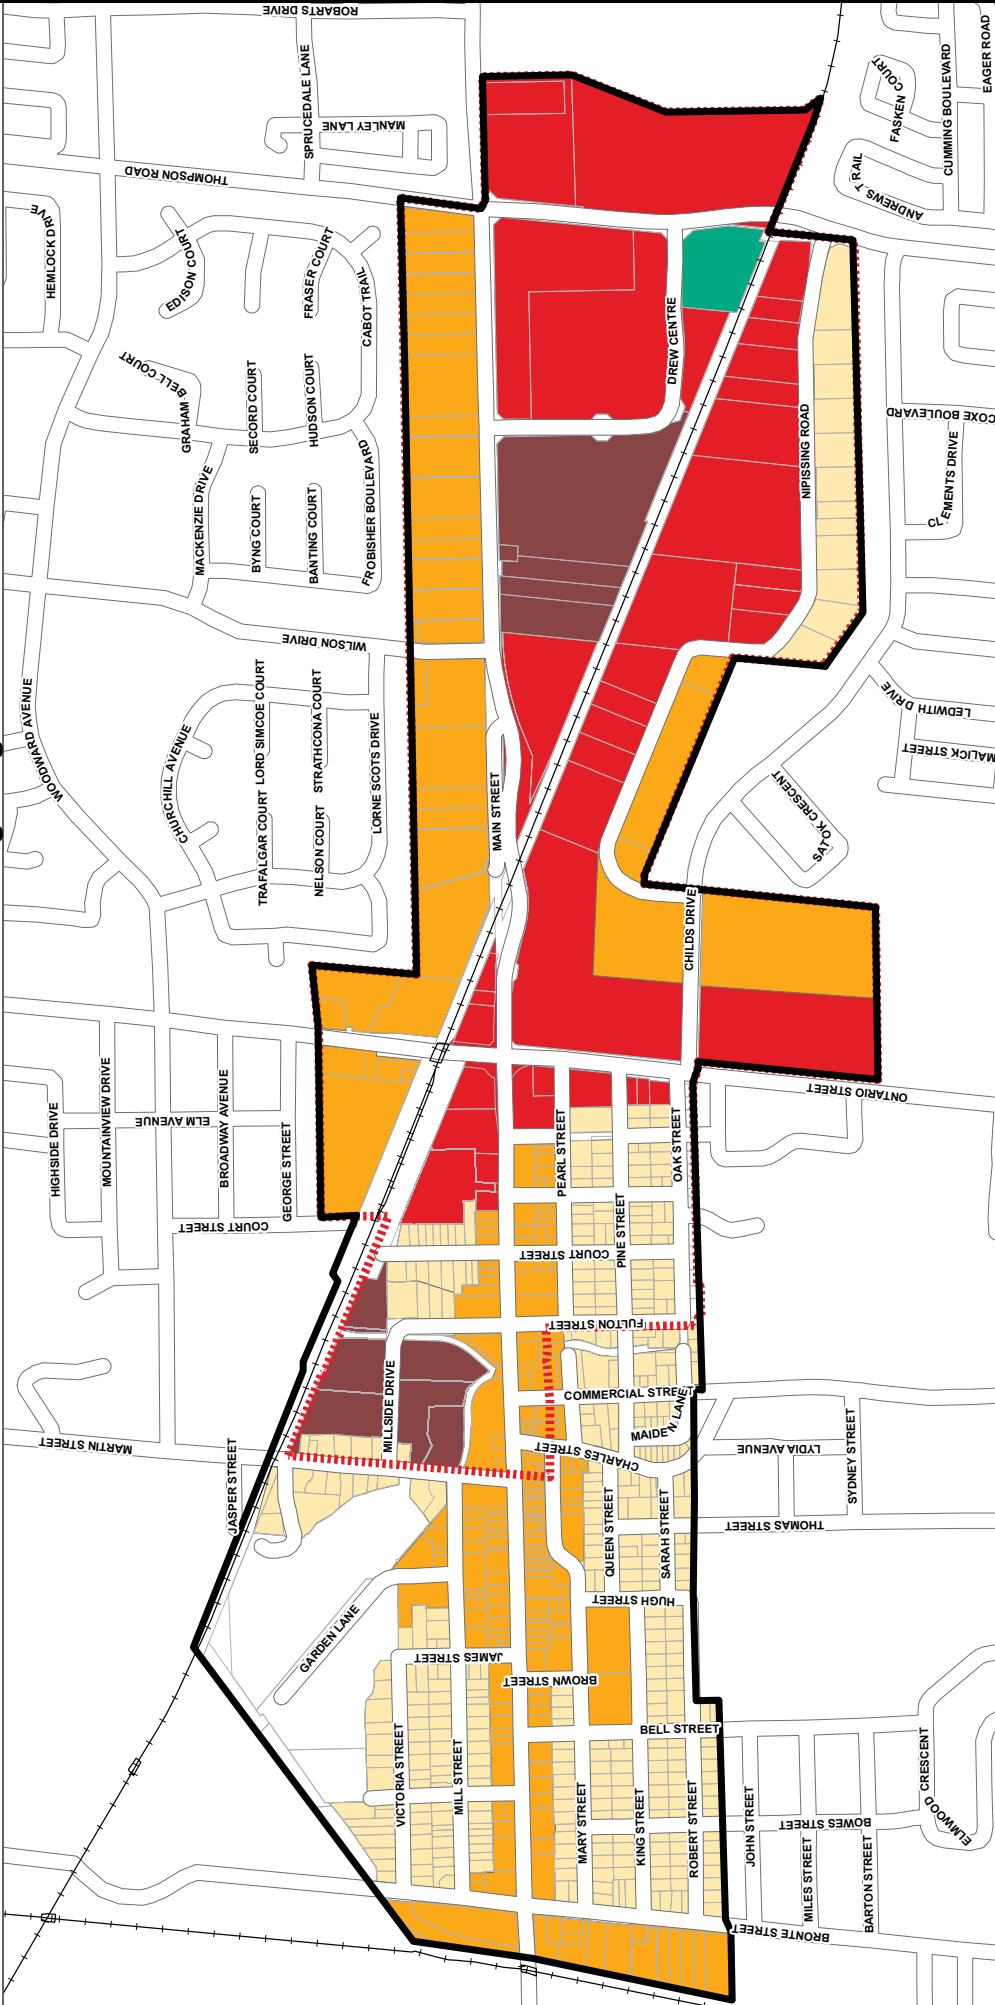 ROBARTS DRIVE
SPRUCEDALE LANE
MANLEY LANE
THOMPSON ROAD
EAGER ROAD
CUMMING BOULEVARD
FASKEN COURT
ANDREWS TRAIL
HEMLOCK DRIVE
EDISON COURT
FRASER COURT
CABOT TRAIL
BELL COURT
GRAHAM
SECORD COURT
HUDSON COURT
DREW CENTRE
NIPISSING ROAD
COXE BOULEVARD
CLEMENTS DRIVE
MACKENZIE DRIVE
BYNG COURT
BANTING COURT
FROBISHER BOULEVARD
WILSON DRIVE
WOODWARD AVENUE
CHURCHILL AVENUE
LORD SIMCOE COURT
STRATHCONA COURT
LORNE SCOTS DRIVE
TRAFALGAR COURT
NELSON COURT
MAIN STREET
LEDWITH DRIVE
MALICK STREET
SATOK CRESCENT
CHILDS DRIVE
HIGHSIDE DRIVE
MOUNTAINVIEW DRIVE
ELM AVENUE
BROADWAY AVENUE
GEORGE STREET
COURT STREET
ONTARIO STREET
PEARL STREET
OAK STREET
PINE STREET
COURT STREET
FULTON STREET
MILLSIDE DRIVE
COMMERCIAL STREET
MAIDEN LANE
MARTIN STREET
JASPER STREET
CHARLES STREET
LYDIA AVENUE
SYDNEY STREET
QUEEN STREET
SARAH STREET
THOMAS STREET
HUGH STREET
GARDEN LANE
JAMES STREET
BROWN STREET
BELL STREET
VICTORIA STREET
MILL STREET
MARY STREET
KING STREET
ROBERT STREET
JOHN STREET
BOWES STREET
MILES STREET
BARTON STREET
ELMWOOD CRESCENT
BRONTE STREET